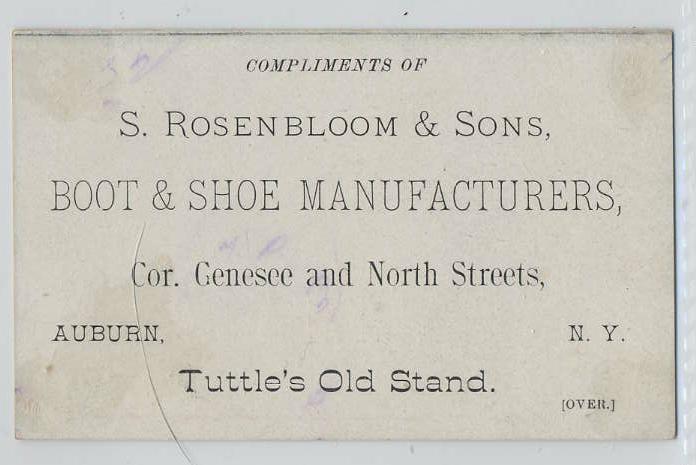 COMPLIMENTS OF
S. ROSENBLOOM & SONS,
BOOT & SHOE MANUFACTURERS,
Cor. Genesee and North Streets,
AUBURN, N. Y.
Tuttle's Old Stand.
[OVER.]